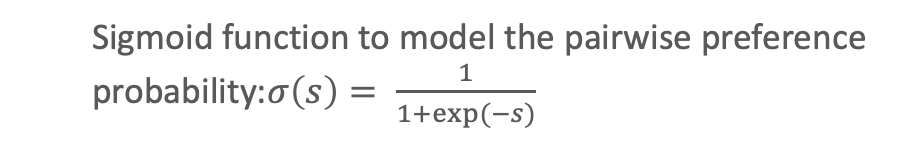 Sigmoid function to model the pairwise preference
probability:σ(s) = 1/(1+exp(−s))